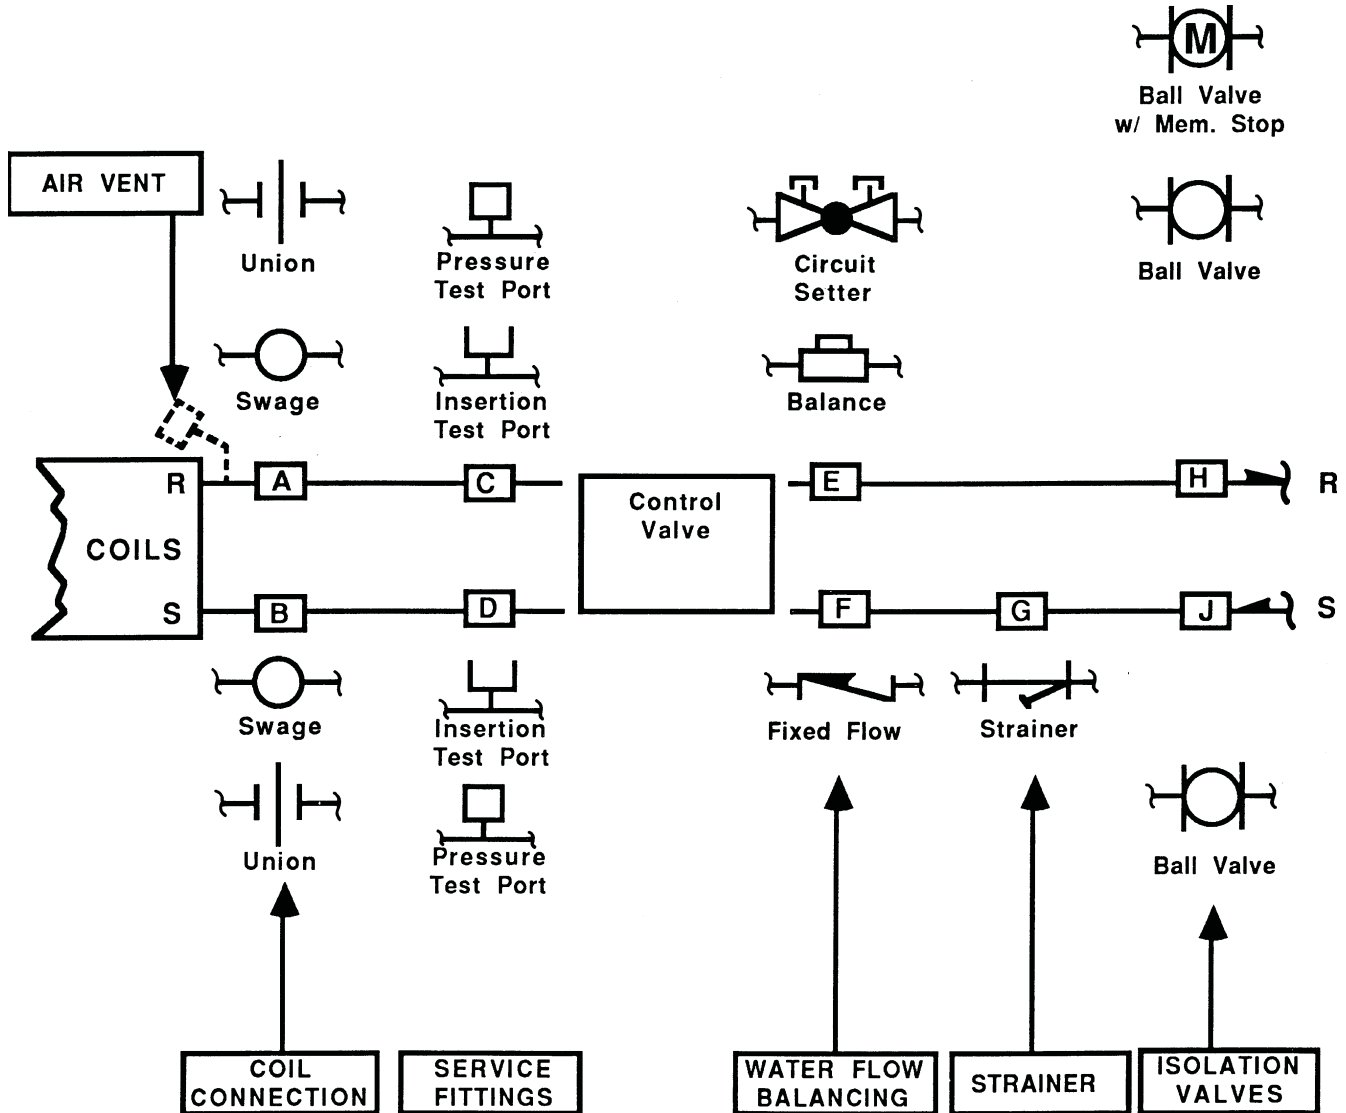 M
Ball Valve
w/ Mem. Stop
AIR VENT
Union
Pressure
Test Port
Circuit
Setter
Ball Valve
Swage
Insertion
Test Port
Balance
R
A
C
Control
Valve
E
H
R
COILS
S
B
D
F
G
J
S
Swage
Insertion
Test Port
Fixed Flow
Strainer
Union
Pressure
Test Port
Ball Valve
COIL
CONNECTION
SERVICE
FITTINGS
WATER FLOW
BALANCING
STRAINER
ISOLATION
VALVES